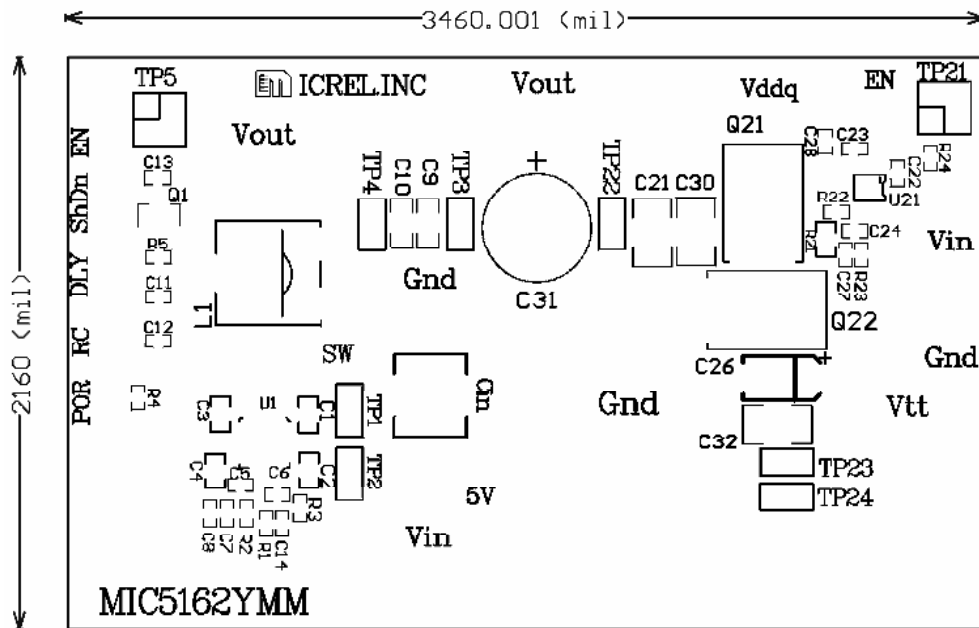 3460.001 (mil)
2160 (mil)
TP5
ICREL.INC
Vout
Vddq
EN
TP21
Vout
Q21
C28
C23
R24
EN
C13
TP4
C10
C9
TP3
TP22
C21
C30
C22
U21
ShDn
Q1
R22
R21
C24
Vin
R5
DLY
C11
Gnd
C31
C27
R23
L1
Q22
RC
C12
SW
C26
Gnd
POR
R4
C3
U1
C1
TP1
Cin
Gnd
Vtt
C32
C4
C5
C6
C2
TP2
TP23
5V
TP24
R3
Vin
C8
C7
R2
R1
C14
MIC5162YMM